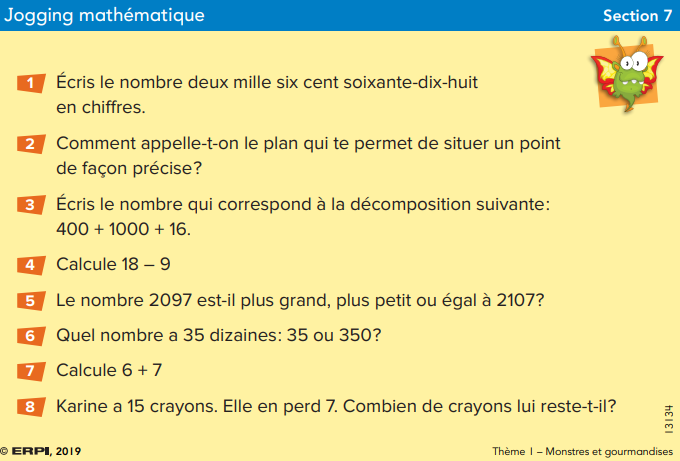 Jogging mathématique
Section 7
1 Écris le nombre deux mille six cent soixante-dix-huit
en chiffres.
2 Comment appelle-t-on le plan qui te permet de situer un point
de façon précise?
3 Écris le nombre qui correspond à la décomposition suivante:
400 + 1000 + 16.
4 Calcule 18 – 9
5 Le nombre 2097 est-il plus grand, plus petit ou égal à 2107?
6 Quel nombre a 35 dizaines: 35 ou 350?
7 Calcule 6 + 7
8 Karine a 15 crayons. Elle en perd 7. Combien de crayons lui reste-t-il?
13134
© ERPI, 2019
Thème 1 – Monstres et gourmandises